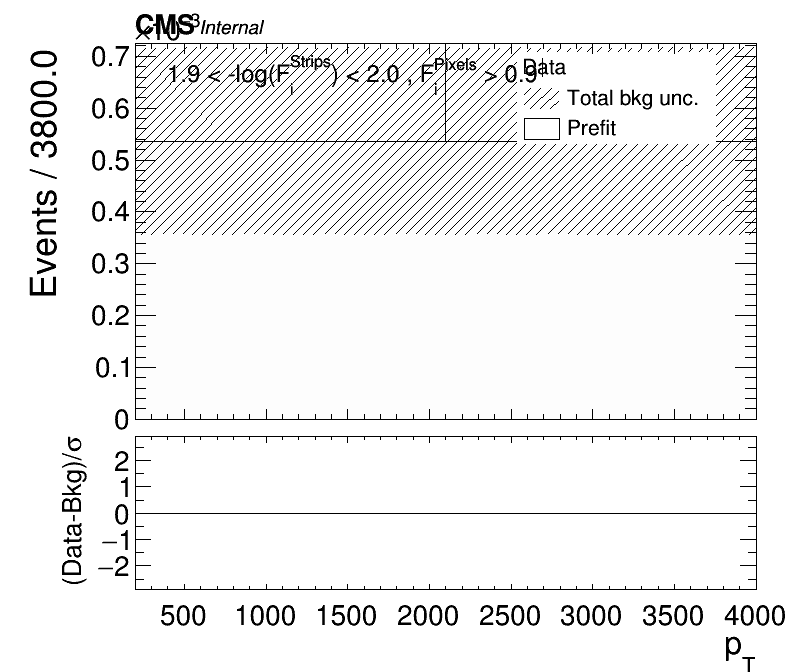 CMS Internal
×10⁻³
1.9 < -log(F_i^Strips) < 2.0 , F_i^Pixels > 0.9
Data
Total bkg unc.
Prefit
Events / 3800.0
0.7
0.6
0.5
0.4
0.3
0.2
0.1
0
(Data-Bkg)/σ
2
1
0
−1
−2
500 1000 1500 2000 2500 3000 3500 4000
p_T